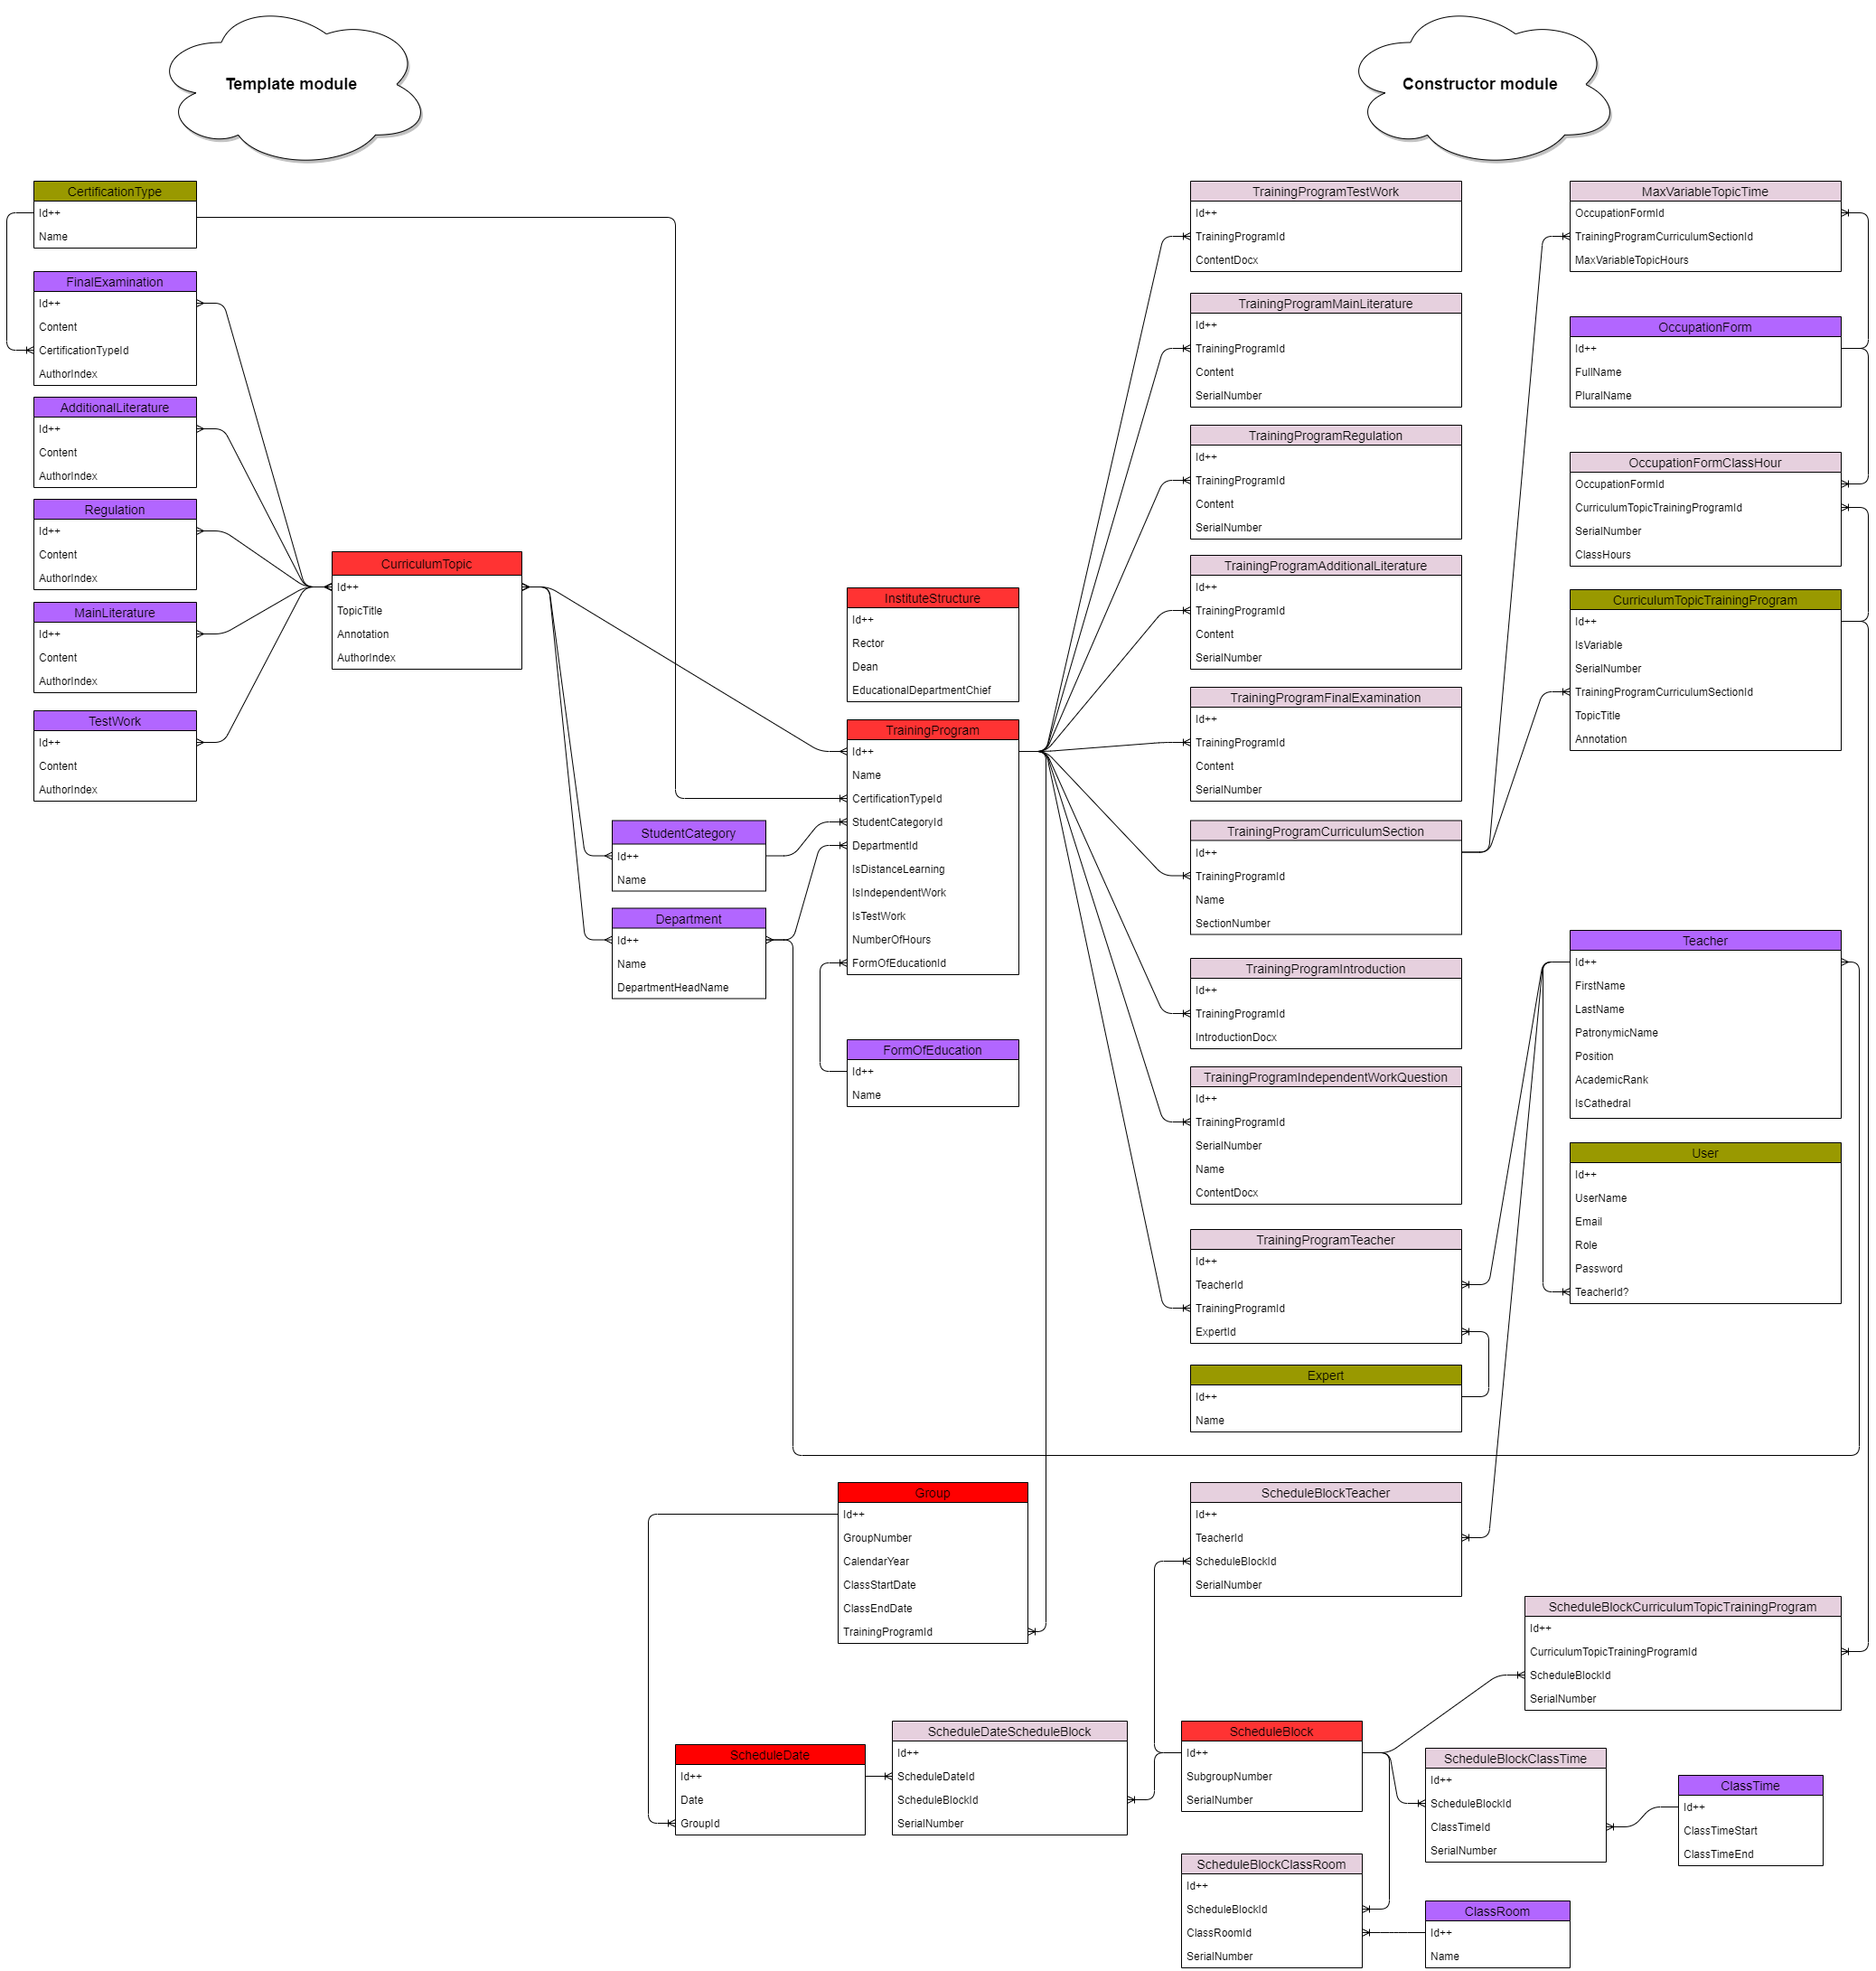 Template module
Constructor module
CertificationType
Id++
Name
FinalExamination
Id++
Content
CertificationTypeId
AuthorIndex
AdditionalLiterature
Id++
Content
AuthorIndex
Regulation
Id++
Content
AuthorIndex
MainLiterature
Id++
Content
AuthorIndex
TestWork
Id++
Content
AuthorIndex
CurriculumTopic
Id++
TopicTitle
Annotation
AuthorIndex
StudentCategory
Id++
Name
Department
Id++
Name
DepartmentHeadName
InstituteStructure
Id++
Rector
Dean
EducationalDepartmentChief
TrainingProgram
Id++
Name
CertificationTypeId
StudentCategoryId
DepartmentId
IsDistanceLearning
IsIndependentWork
IsTestWork
NumberOfHours
FormOfEducationId
FormOfEducation
Id++
Name
TrainingProgramTestWork
Id++
TrainingProgramId
ContentDocx
TrainingProgramMainLiterature
Id++
TrainingProgramId
Content
SerialNumber
TrainingProgramRegulation
Id++
TrainingProgramId
Content
SerialNumber
TrainingProgramAdditionalLiterature
Id++
TrainingProgramId
Content
SerialNumber
TrainingProgramFinalExamination
Id++
TrainingProgramId
Content
SerialNumber
TrainingProgramCurriculumSection
Id++
TrainingProgramId
Name
SectionNumber
TrainingProgramIntroduction
Id++
TrainingProgramId
IntroductionDocx
TrainingProgramIndependentWorkQuestion
Id++
TrainingProgramId
SerialNumber
Name
ContentDocx
TrainingProgramTeacher
Id++
TeacherId
TrainingProgramId
ExpertId
Expert
Id++
Name
MaxVariableTopicTime
OccupationFormId
TrainingProgramCurriculumSectionId
MaxVariableTopicHours
OccupationForm
Id++
FullName
PluralName
OccupationFormClassHour
OccupationFormId
CurriculumTopicTrainingProgramId
SerialNumber
ClassHours
CurriculumTopicTrainingProgram
Id++
IsVariable
SerialNumber
TrainingProgramCurriculumSectionId
TopicTitle
Annotation
Teacher
Id++
FirstName
LastName
PatronymicName
Position
AcademicRank
IsCathedral
User
Id++
UserName
Email
Role
Password
TeacherId?
Group
Id++
GroupNumber
CalendarYear
ClassStartDate
ClassEndDate
TrainingProgramId
ScheduleBlockTeacher
Id++
TeacherId
ScheduleBlockId
SerialNumber
ScheduleBlockCurriculumTopicTrainingProgram
Id++
CurriculumTopicTrainingProgramId
ScheduleBlockId
SerialNumber
ScheduleDate
Id++
Date
GroupId
ScheduleDateScheduleBlock
Id++
ScheduleDateId
ScheduleBlockId
SerialNumber
ScheduleBlock
Id++
SubgroupNumber
SerialNumber
ScheduleBlockClassTime
Id++
ScheduleBlockId
ClassTimeId
SerialNumber
ClassTime
Id++
ClassTimeStart
ClassTimeEnd
ScheduleBlockClassRoom
Id++
ScheduleBlockId
ClassRoomId
SerialNumber
ClassRoom
Id++
Name